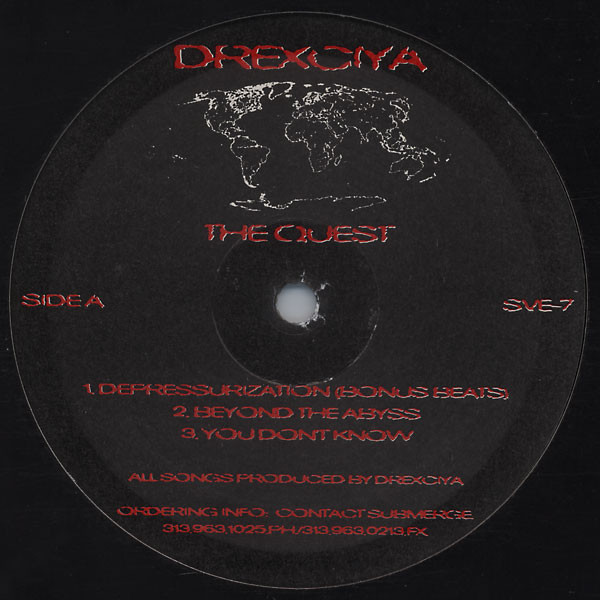 DREXCIYA
THE QUEST
SIDE A
SVE-7
1. DEPRESSURIZATION (BONUS BEATS)
2. BEYOND THE ABYSS
3. YOU DONT KNOW
ALL SONGS PRODUCED BY DREXCIYA
ORDERING INFO: CONTACT SUBMERGE
313.963.1025.PH./313.963.0213.FX